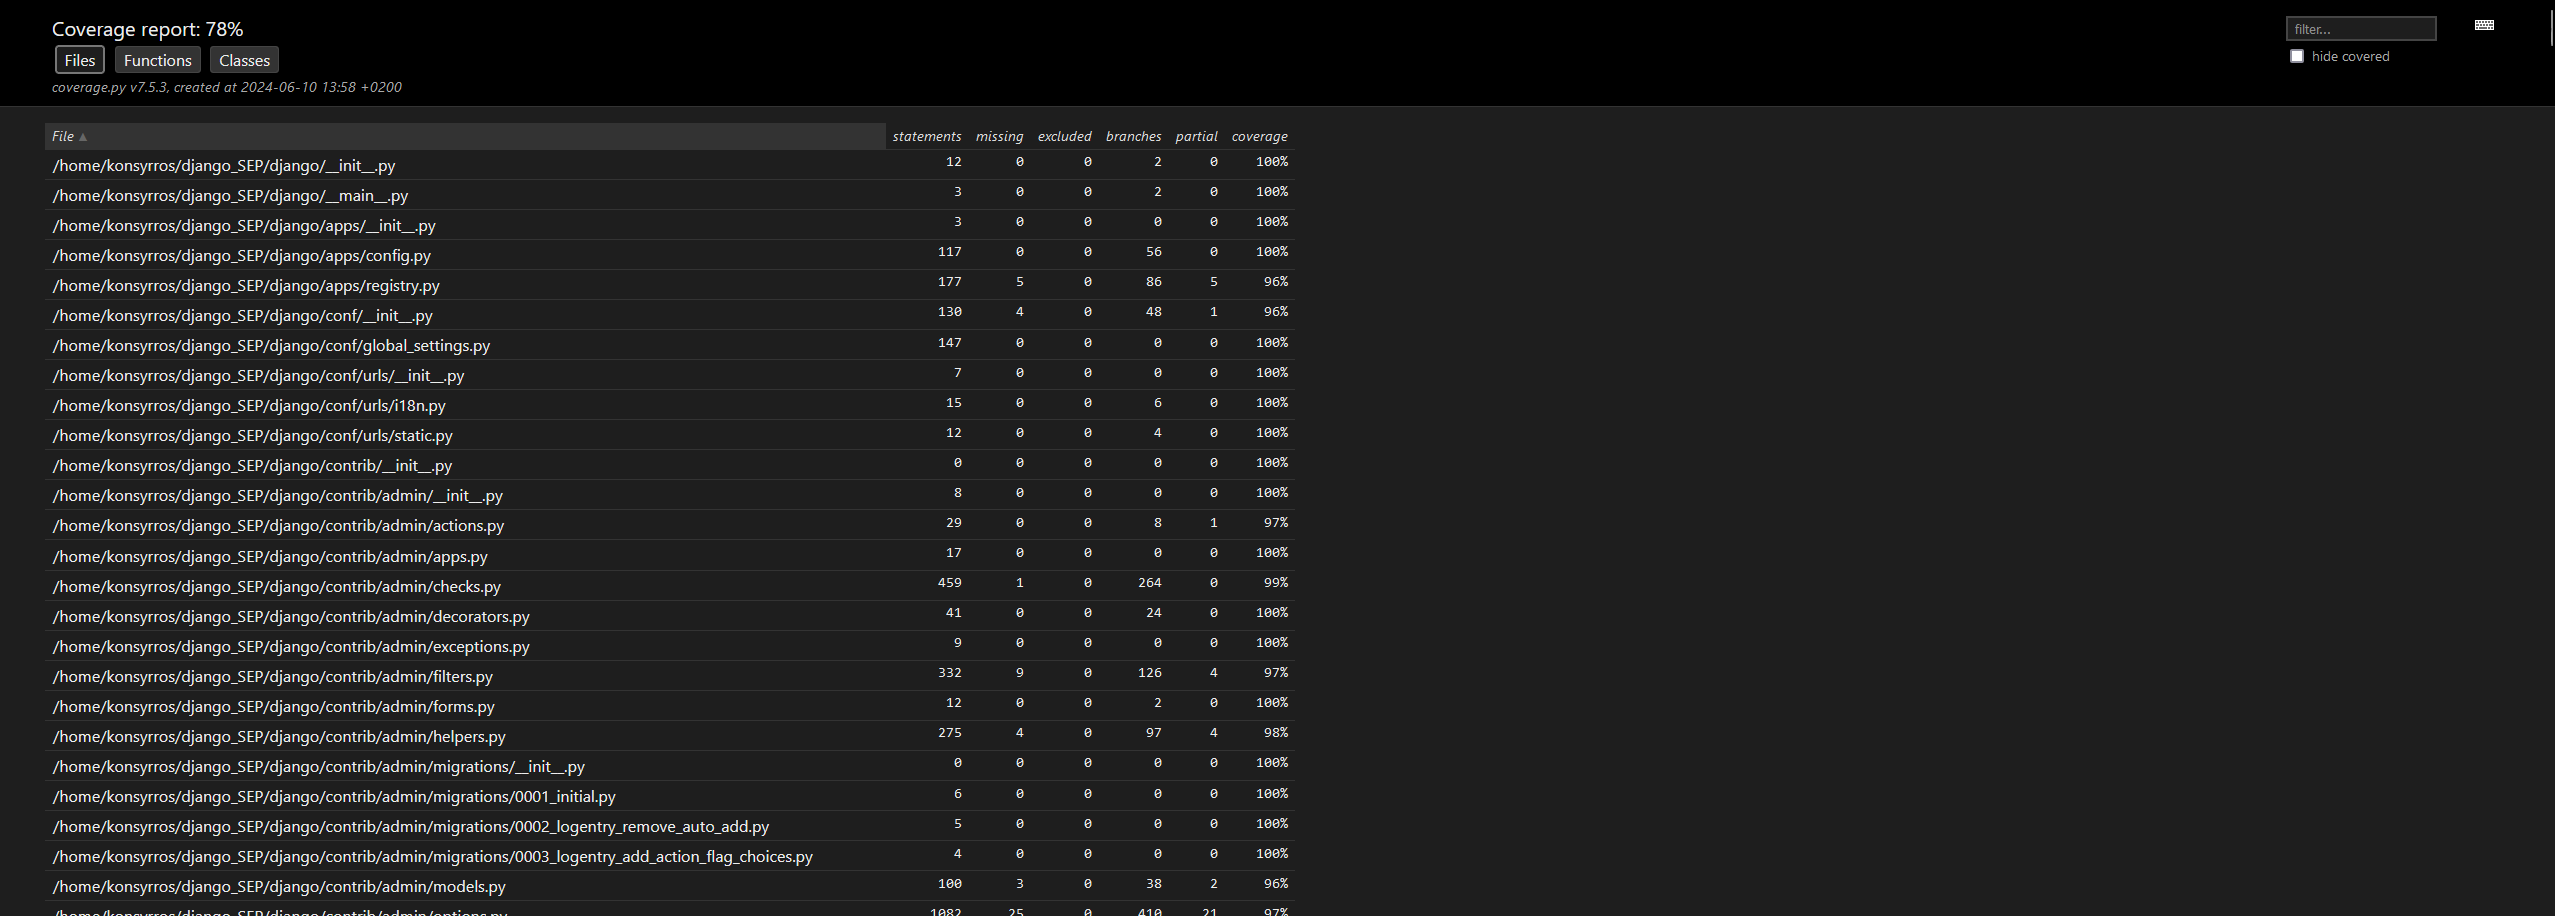 Coverage report: 78%
filter...
Files Functions Classes
hide covered
coverage.py v7.5.3, created at 2024-06-10 13:58 +0200
File ▲ statements missing excluded branches partial coverage
/home/konsyrros/django_SEP/django/__init__.py 12 0 0 2 0 100%
/home/konsyrros/django_SEP/django/__main__.py 3 0 0 2 0 100%
/home/konsyrros/django_SEP/django/apps/__init__.py 3 0 0 0 0 100%
/home/konsyrros/django_SEP/django/apps/config.py 117 0 0 56 0 100%
/home/konsyrros/django_SEP/django/apps/registry.py 177 5 0 86 5 96%
/home/konsyrros/django_SEP/django/conf/__init__.py 130 4 0 48 1 96%
/home/konsyrros/django_SEP/django/conf/global_settings.py 147 0 0 0 0 100%
/home/konsyrros/django_SEP/django/conf/urls/__init__.py 7 0 0 0 0 100%
/home/konsyrros/django_SEP/django/conf/urls/i18n.py 15 0 0 6 0 100%
/home/konsyrros/django_SEP/django/conf/urls/static.py 12 0 0 4 0 100%
/home/konsyrros/django_SEP/django/contrib/__init__.py 0 0 0 0 0 100%
/home/konsyrros/django_SEP/django/contrib/admin/__init__.py 8 0 0 0 0 100%
/home/konsyrros/django_SEP/django/contrib/admin/actions.py 29 0 0 8 1 97%
/home/konsyrros/django_SEP/django/contrib/admin/apps.py 17 0 0 0 0 100%
/home/konsyrros/django_SEP/django/contrib/admin/checks.py 459 1 0 264 0 99%
/home/konsyrros/django_SEP/django/contrib/admin/decorators.py 41 0 0 24 0 100%
/home/konsyrros/django_SEP/django/contrib/admin/exceptions.py 9 0 0 0 0 100%
/home/konsyrros/django_SEP/django/contrib/admin/filters.py 332 9 0 126 4 97%
/home/konsyrros/django_SEP/django/contrib/admin/forms.py 12 0 0 2 0 100%
/home/konsyrros/django_SEP/django/contrib/admin/helpers.py 275 4 0 97 4 98%
/home/konsyrros/django_SEP/django/contrib/admin/migrations/__init__.py 0 0 0 0 0 100%
/home/konsyrros/django_SEP/django/contrib/admin/migrations/0001_initial.py 6 0 0 0 0 100%
/home/konsyrros/django_SEP/django/contrib/admin/migrations/0002_logentry_remove_auto_add.py 5 0 0 0 0 100%
/home/konsyrros/django_SEP/django/contrib/admin/migrations/0003_logentry_add_action_flag_choices.py 4 0 0 0 0 100%
/home/konsyrros/django_SEP/django/contrib/admin/models.py 100 3 0 38 2 96%
/home/konsyrros/django_SEP/django/contrib/admin/options.py 1082 25 0 410 21 97%